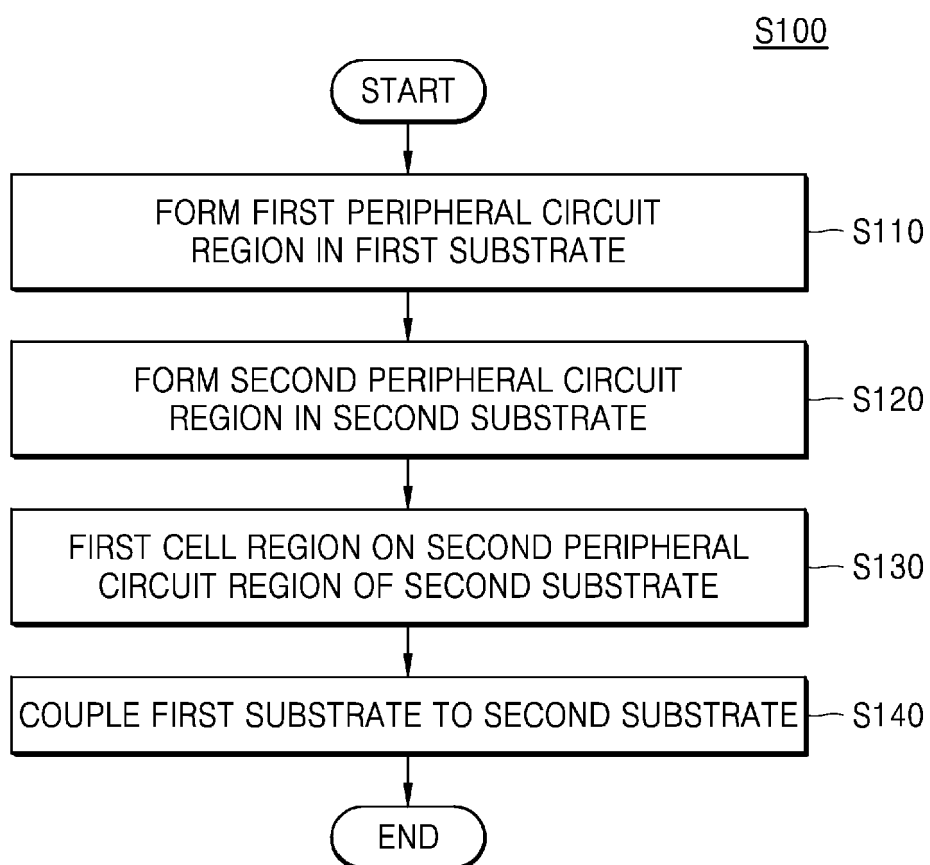 S100
START
FORM FIRST PERIPHERAL CIRCUIT
REGION IN FIRST SUBSTRATE
S110
FORM SECOND PERIPHERAL CIRCUIT
REGION IN SECOND SUBSTRATE
S120
FIRST CELL REGION ON SECOND PERIPHERAL
CIRCUIT REGION OF SECOND SUBSTRATE
S130
COUPLE FIRST SUBSTRATE TO SECOND SUBSTRATE
S140
END